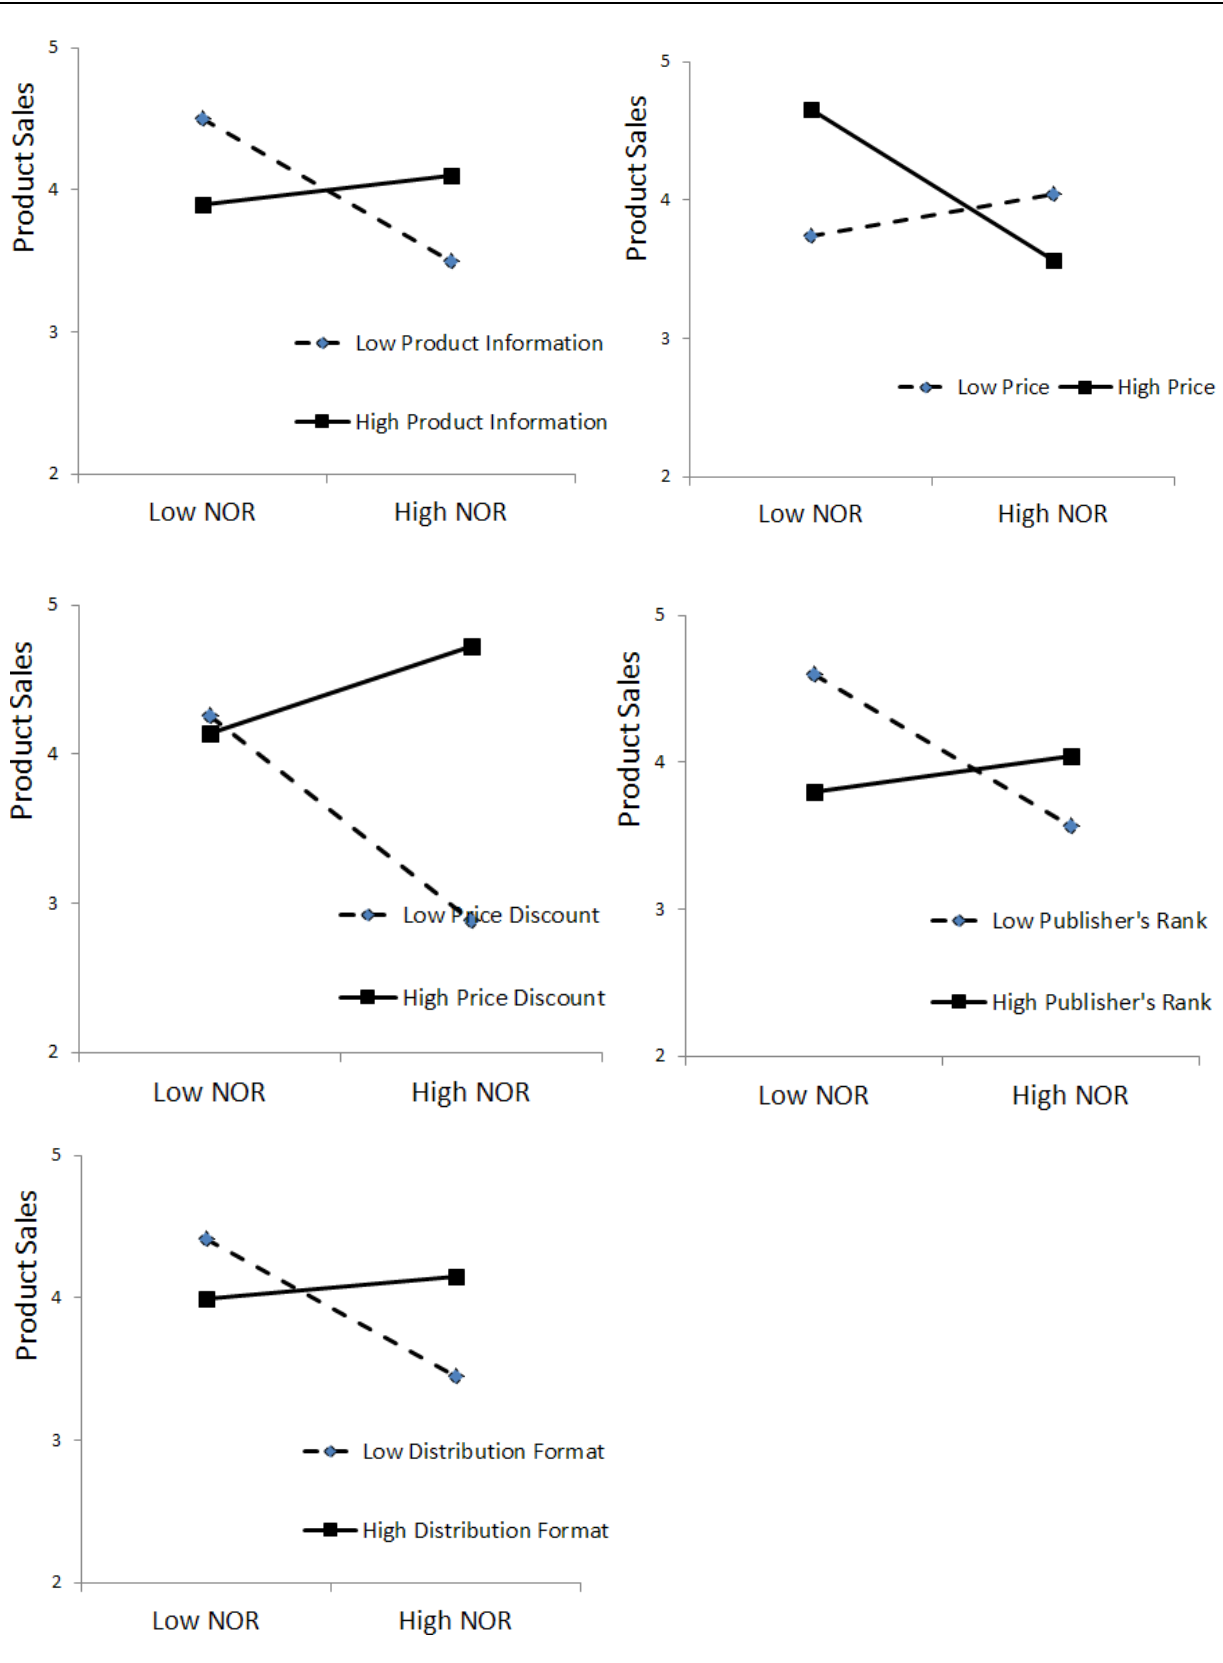 5
4
3
2
Product Sales
Low Product Information
High Product Information
Low NOR
High NOR
5
4
3
2
Product Sales
Low Price
High Price
Low NOR
High NOR
5
4
3
2
Product Sales
Low Price Discount
High Price Discount
Low NOR
High NOR
5
4
3
2
Product Sales
Low Publisher's Rank
High Publisher's Rank
Low NOR
High NOR
5
4
3
2
Product Sales
Low Distribution Format
High Distribution Format
Low NOR
High NOR